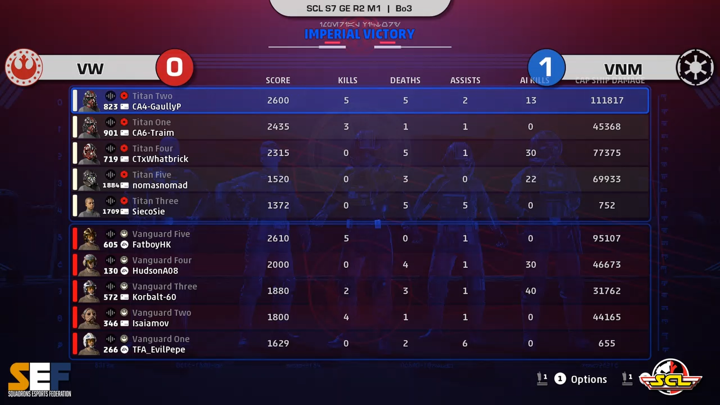 SCL S7 GE R2 M1 | Bo3
IMPERIAL VICTORY
VW 0 1 VNM
SCORE KILLS DEATHS ASSISTS AI KILLS CAP SHIP DAMAGE
Titan Two
823 CA4-GaullyP 2600 5 5 2 13 111817
Titan One
901 CA6-Traim 2435 3 1 1 0 45368
Titan Four
719 CTxWhatbrick 2315 0 5 1 30 77375
Titan Five
1884 nomasnomad 1520 0 3 0 22 69933
Titan Three
1709 SiecoSie 1372 0 5 5 0 752
Vanguard Five
605 FatboyHK 2610 5 0 1 0 95107
Vanguard Four
130 HudsonA08 2000 0 4 1 30 46673
Vanguard Three
572 Korbalt-60 1880 2 3 1 40 31762
Vanguard Two
346 Isaiamov 1800 4 1 1 0 44165
Vanguard One
266 TFA_EvilPepe 1629 0 2 6 0 655
SEF
SQUADRONS ESPORTS FEDERATION
1 1 Options 1
SCL